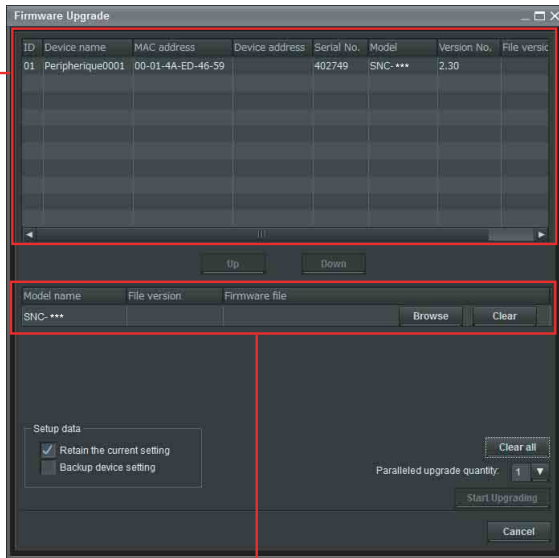 Firmware Upgrade
ID Device name MAC address Device address Serial No. Model Version No. File versic
01 Peripherique0001 00-01-4A-ED-46-59 402749 SNC-*** 2.30
Up Down
Model name File version Firmware file
SNC-*** Browse Clear
Setup data
Retain the current setting
Backup device setting
Clear all
Paralleled upgrade quantity: 1
Start Upgrading
Cancel